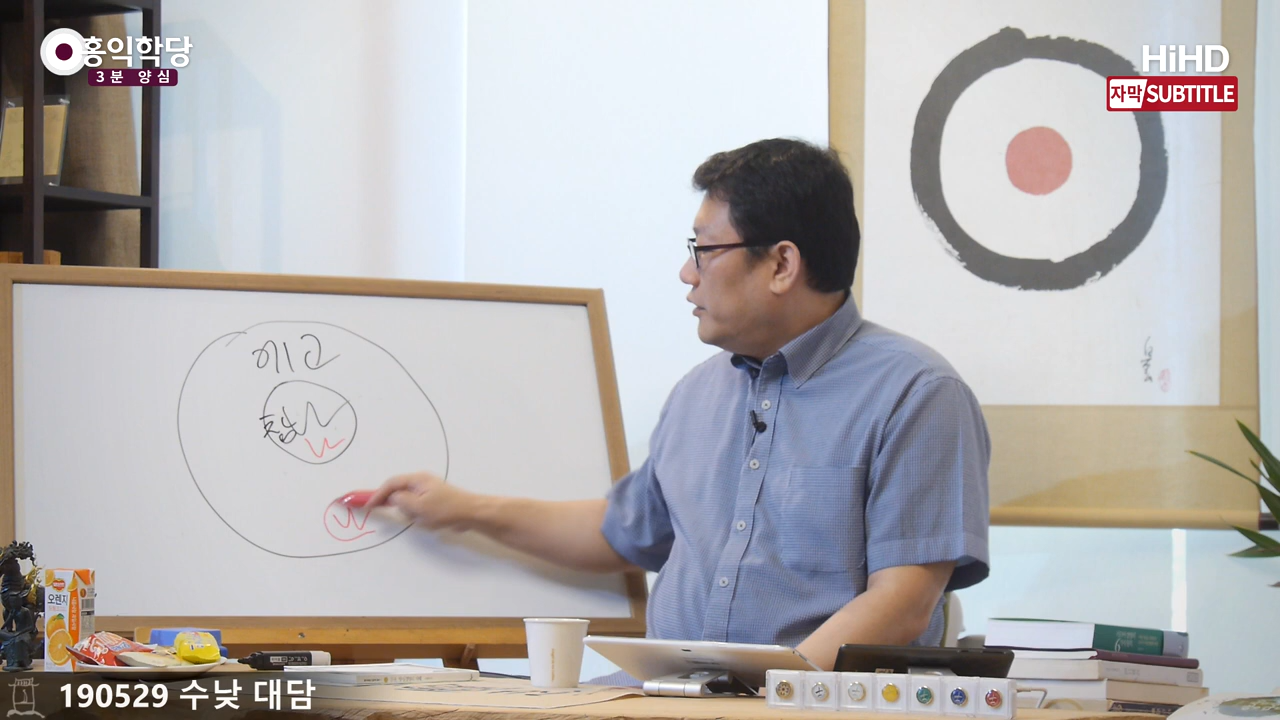 홍익학당
3분 양심
HiHD
자막 SUBTITLE
에고
참나
오렌지
6
190529 수낮 대담